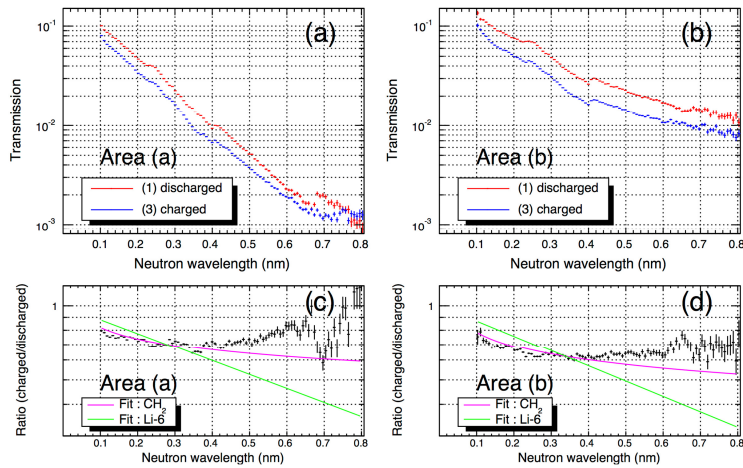 (a)
Transmission
10⁻¹
10⁻²
10⁻³
Area (a)
(1) discharged
(3) charged
0.1 0.2 0.3 0.4 0.5 0.6 0.7 0.8
Neutron wavelength (nm)
(b)
Transmission
10⁻¹
10⁻²
10⁻³
Area (b)
(1) discharged
(3) charged
0.1 0.2 0.3 0.4 0.5 0.6 0.7 0.8
Neutron wavelength (nm)
(c)
Ratio (charged/discharged)
1
Area (a)
Fit : CH₂
Fit : Li-6
0.1 0.2 0.3 0.4 0.5 0.6 0.7 0.8
Neutron wavelength (nm)
(d)
Ratio (charged/discharged)
1
Area (b)
Fit : CH₂
Fit : Li-6
0.1 0.2 0.3 0.4 0.5 0.6 0.7 0.8
Neutron wavelength (nm)